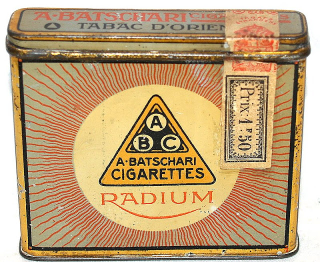 A·BATSCHARI
TABAC D'ORIENT
Prix: 1F50
A
B C
A·BATSCHARI
CIGARETTES
RADIUM